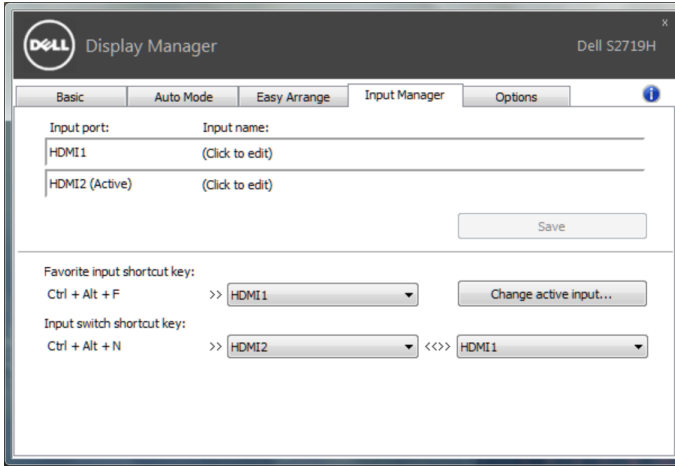 x
DELL Display Manager Dell S2719H
Basic Auto Mode Easy Arrange Input Manager Options i
Input port: Input name:
HDMI1 (Click to edit)
HDMI2 (Active) (Click to edit)
Save
Favorite input shortcut key:
Ctrl + Alt + F >> HDMI1 Change active input...
Input switch shortcut key:
Ctrl + Alt + N >> HDMI2 <<>> HDMI1